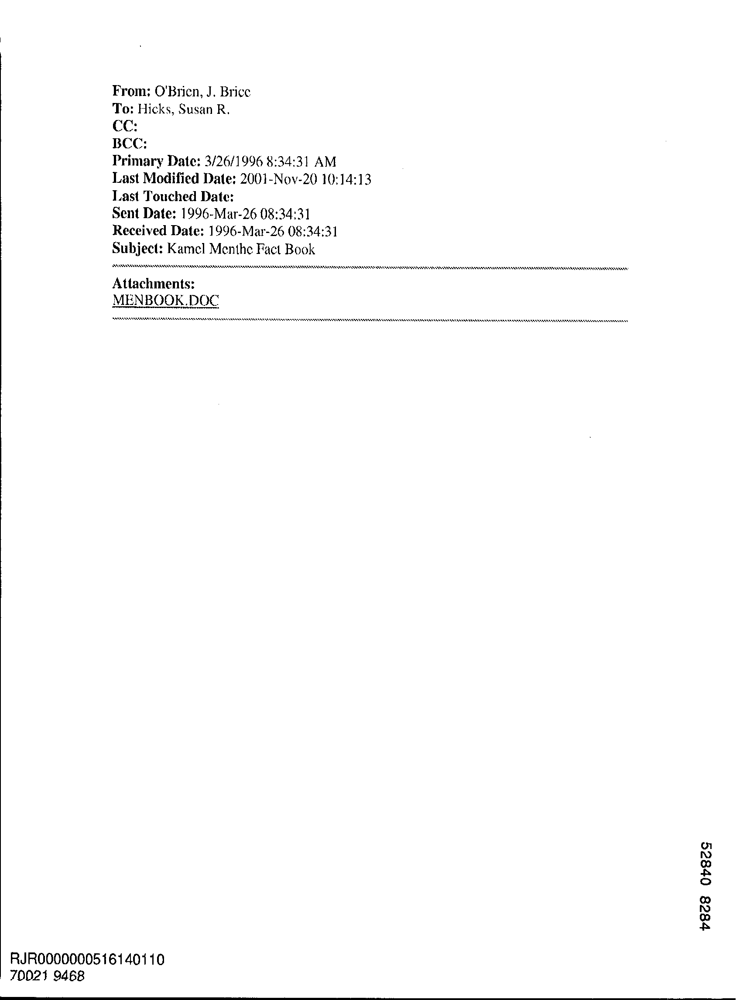 From: O'Brien, J. Brice
To: Hicks, Susan R.
CC:
BCC:
Primary Date: 3/26/1996 8:34:31 AM
Last Modified Date: 2001-Nov-20 10:14:13
Last Touched Date:
Sent Date: 1996-Mar-26 08:34:31
Received Date: 1996-Mar-26 08:34:31
Subject: Kamel Menthe Fact Book
Attachments:
MENBOOK.DOC
52840 8284
RJR0000000516140110
70021 9468